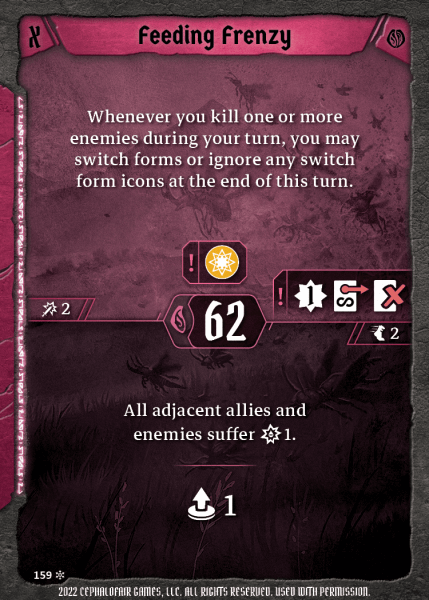 Feeding Frenzy
Whenever you kill one or more
enemies during your turn, you may
switch forms or ignore any switch
form icons at the end of this turn.
!
! 1
2
62
2
All adjacent allies and
enemies suffer 1.
1
159
2022 CEPHALOFAIR GAMES, LLC. ALL RIGHTS RESERVED. USED WITH PERMISSION.